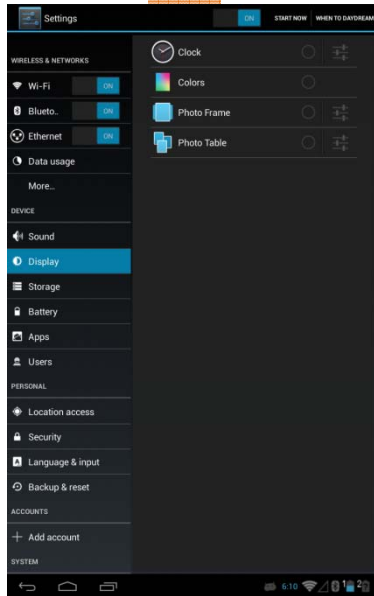 Settings
ON
START NOW
WHEN TO DAYDREAM
WIRELESS & NETWORKS
Wi-Fi
ON
Blueto..
ON
Ethernet
ON
Data usage
More...
DEVICE
Sound
Display
Storage
Battery
Apps
Users
PERSONAL
Location access
Security
Language & input
Backup & reset
ACCOUNTS
Add account
SYSTEM
Clock
Colors
Photo Frame
Photo Table
6:10
1
2